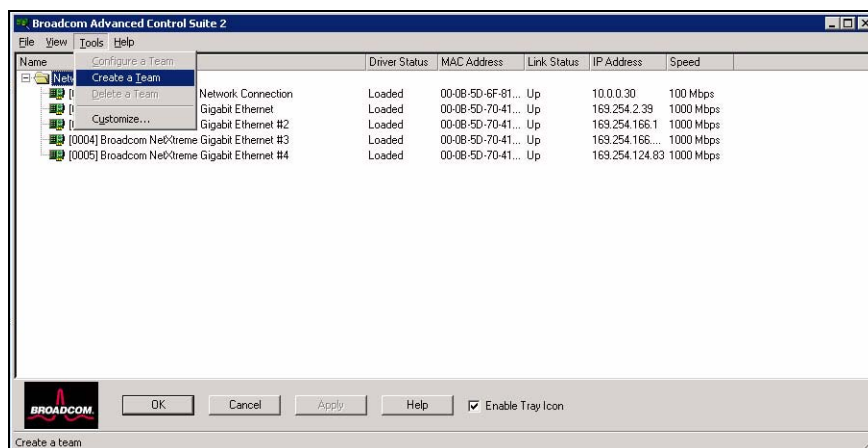 Broadcom Advanced Control Suite 2
File View Tools Help
Name Driver Status MAC Address Link Status IP Address Speed
Configure a Team
Create a Team
Delete a Team
Customize...
Network Connection Loaded 00-0B-5D-6F-81... Up 10.0.0.30 100 Mbps
Gigabit Ethernet Loaded 00-0B-5D-70-41... Up 169.254.2.39 1000 Mbps
Gigabit Ethernet #2 Loaded 00-0B-5D-70-41... Up 169.254.166.1 1000 Mbps
[0004] Broadcom NetXtreme Gigabit Ethernet #3 Loaded 00-0B-5D-70-41... Up 169.254.166.... 1000 Mbps
[0005] Broadcom NetXtreme Gigabit Ethernet #4 Loaded 00-0B-5D-70-41... Up 169.254.124.83 1000 Mbps
BROADCOM. OK Cancel Apply Help Enable Tray Icon
Create a team